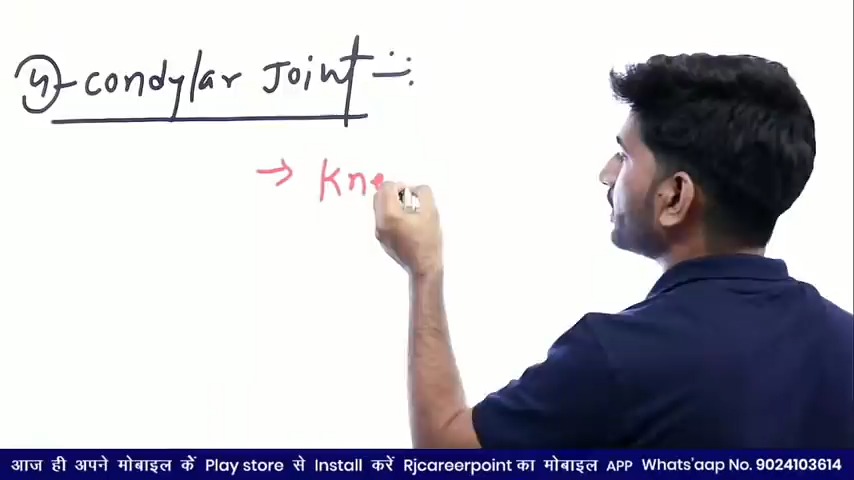 4 - condylar Joint -:
→ Kne
आज ही अपने मोबाइल कें Play store से Install करें Rjcareerpoint का मोबाइल APP Whats'aap No. 9024103614